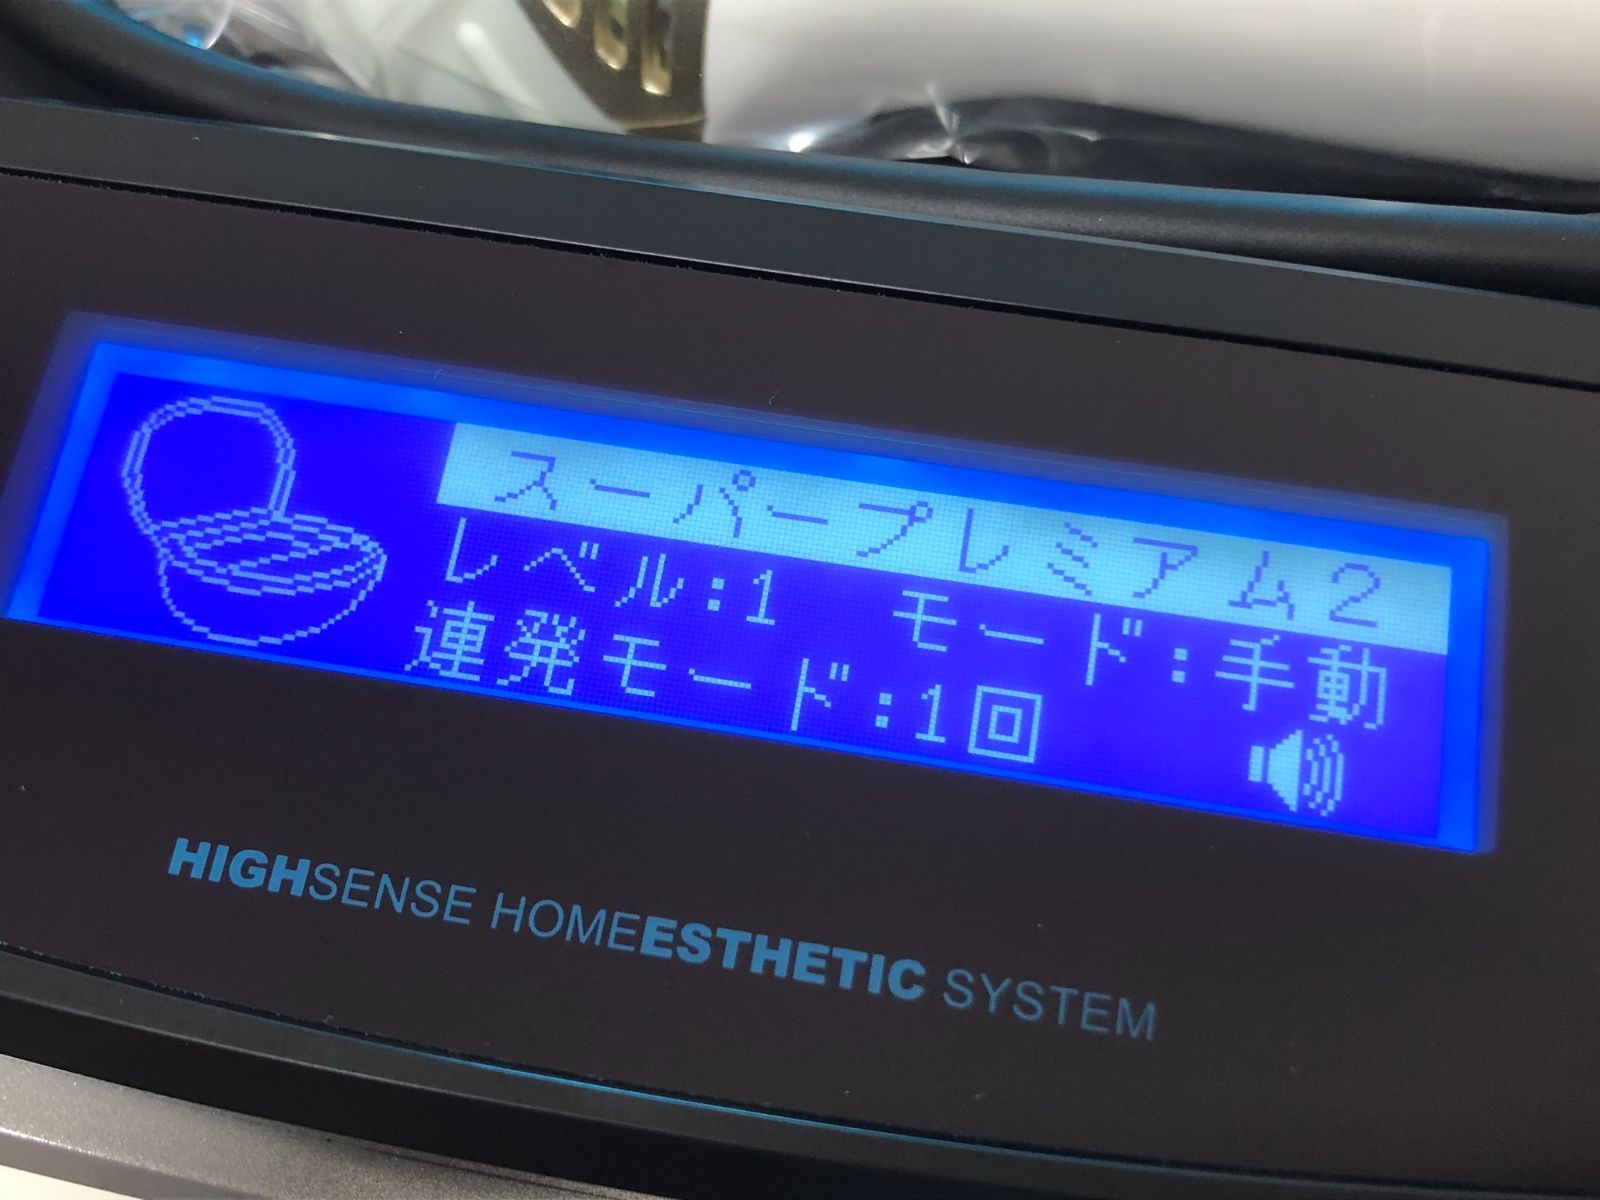 スーパープレミアム2
レベル:1 モード:手動
連発モード:1回
HIGHSENSE HOMEESTHETIC SYSTEM